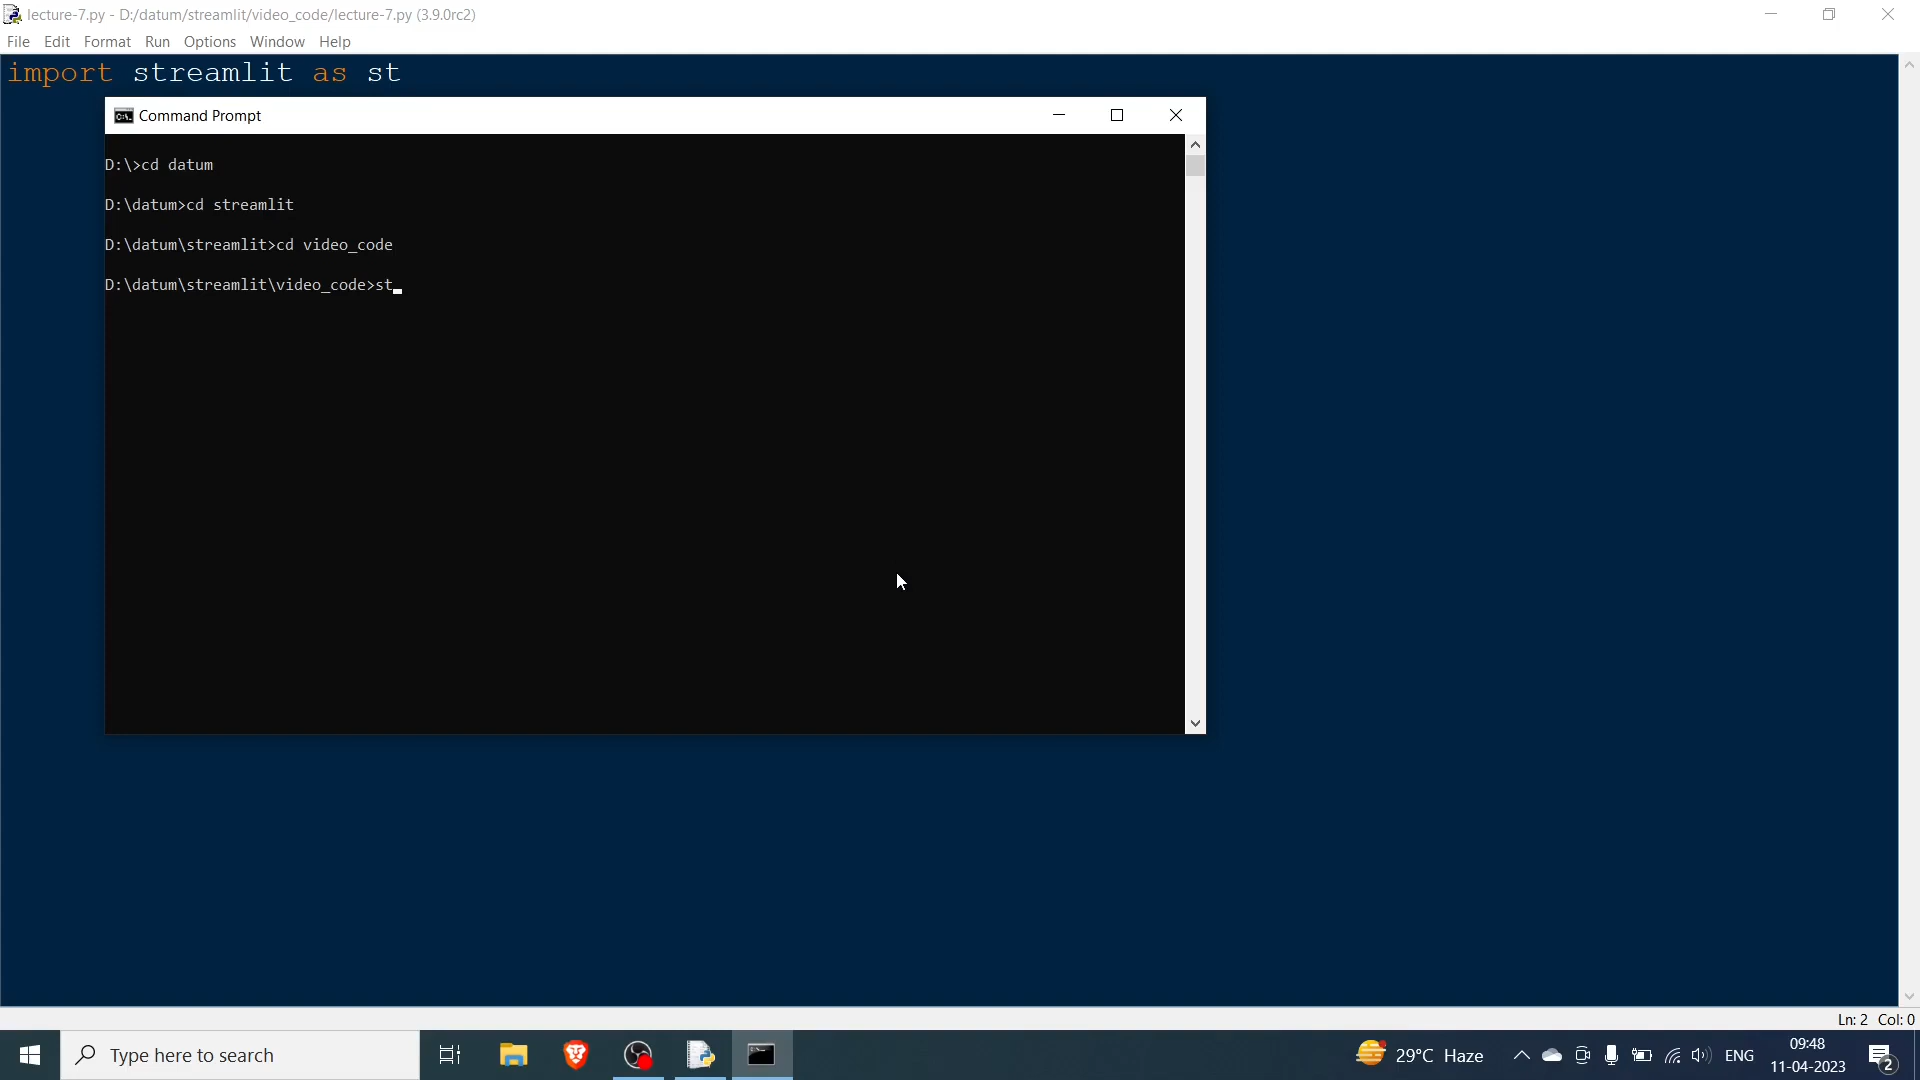 lecture-7.py - D:/datum/streamlit/video_code/lecture-7.py (3.9.0rc2)
File Edit Format Run Options Window Help
import streamlit as st
Command Prompt
D:\>cd datum
D:\datum>cd streamlit
D:\datum\streamlit>cd video_code
D:\datum\streamlit\video_code>st
Ln: 2 Col: 0
Type here to search
29°C Haze
ENG
09:48
11-04-2023
2